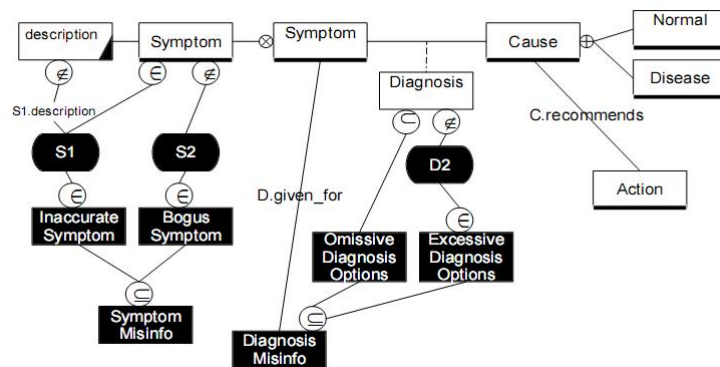 Normal
description
Symptom
Symptom
Cause
Disease
Diagnosis
S1.description
C.recommends
S1
S2
D2
D.given_for
Action
Inaccurate
Symptom
Bogus
Symptom
Omissive
Diagnosis
Options
Excessive
Diagnosis
Options
Symptom
Misinfo
Diagnosis
Misinfo